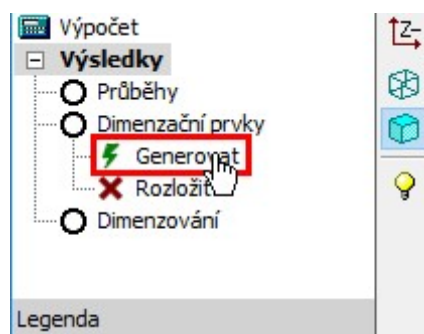 Výpočet
Výsledky
Průběhy
Dimenzační prvky
Generovat
Rozložit
Dimenzování
Legenda
Z-